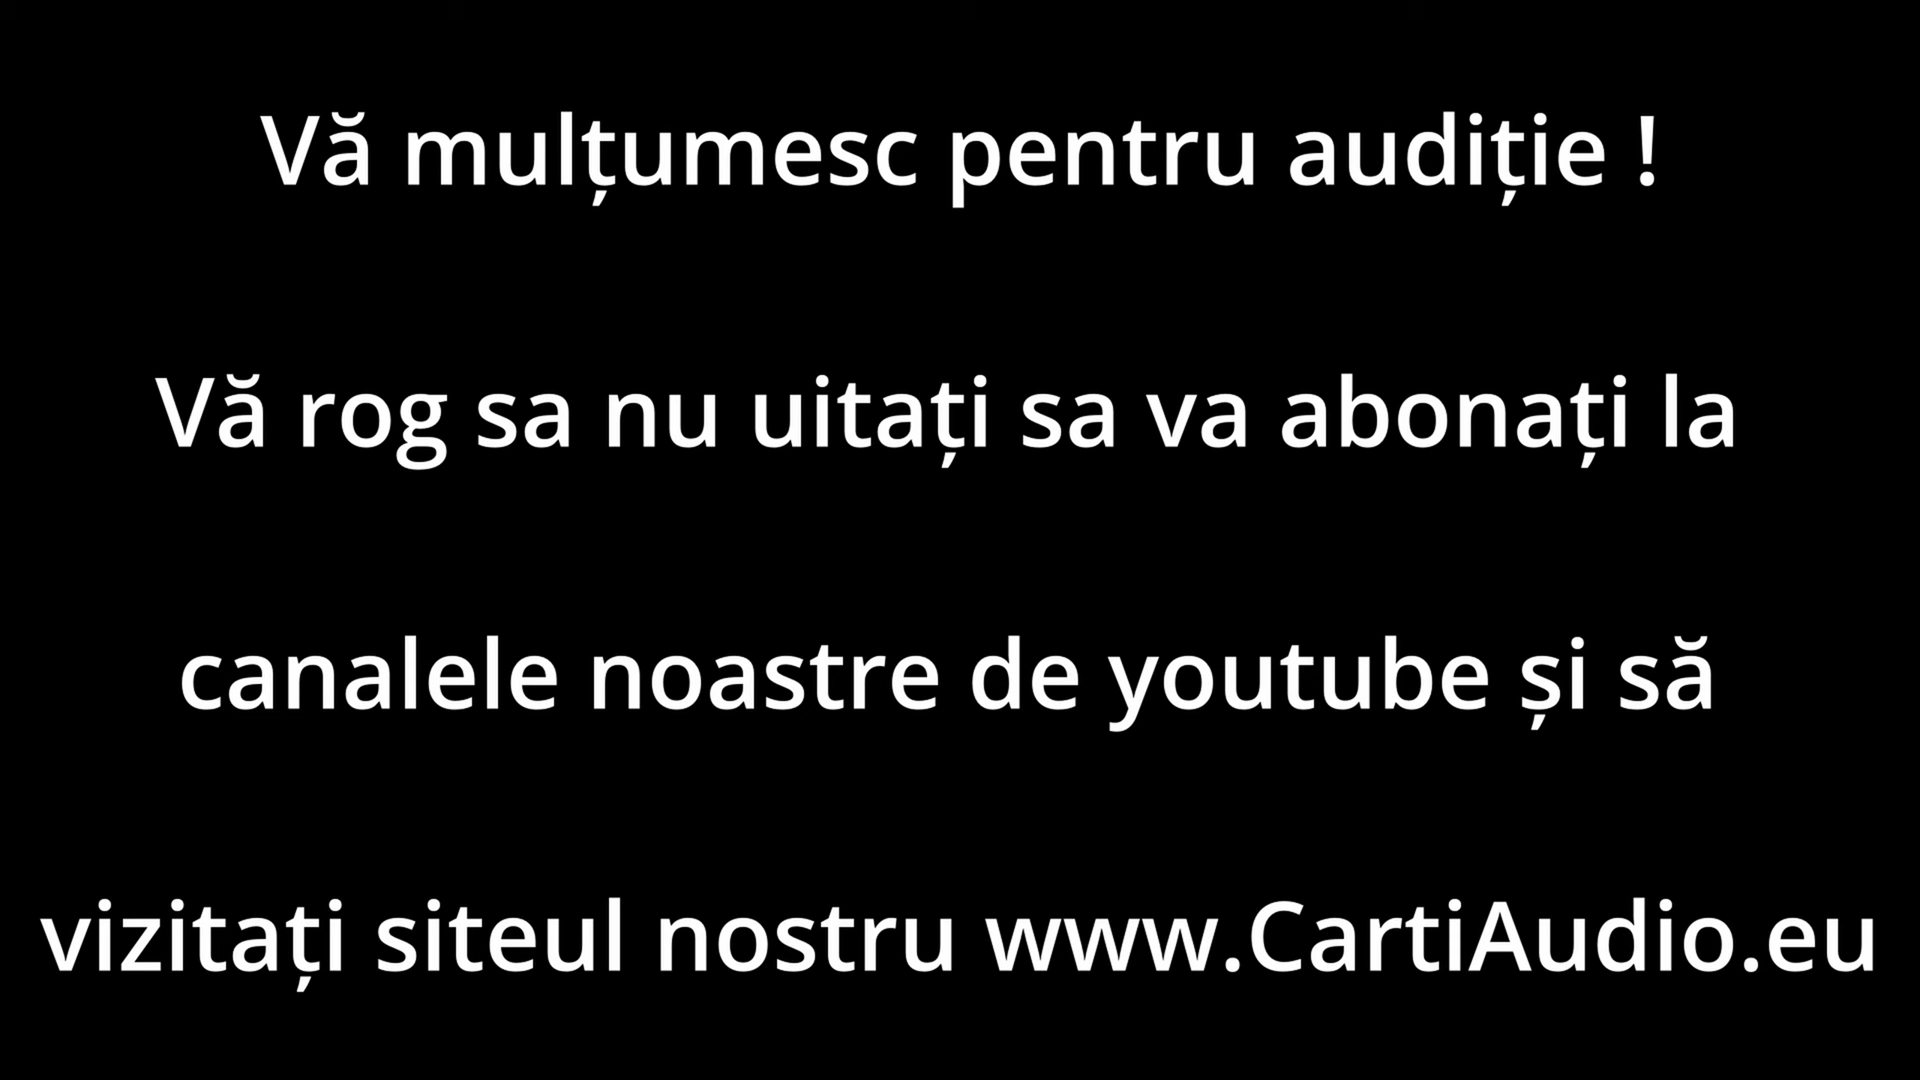 Vă mulțumesc pentru audiție !
Vă rog sa nu uitați sa va abonați la
canalele noastre de youtube și să
vizitați siteul nostru www.CartiAudio.eu